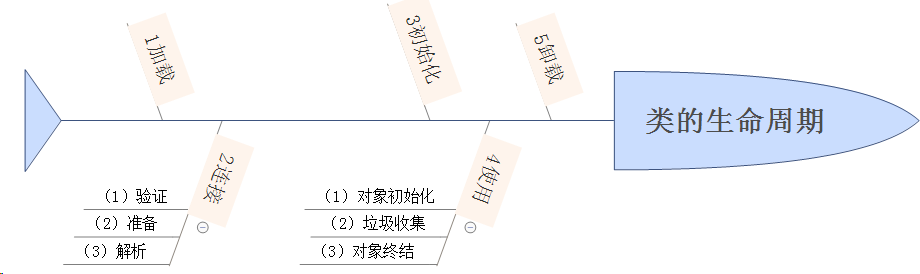 1加载
3初始化
5卸载
类的生命周期
2连接
（1）验证
（2）准备
（3）解析
4使用
（1）对象初始化
（2）垃圾收集
（3）对象终结